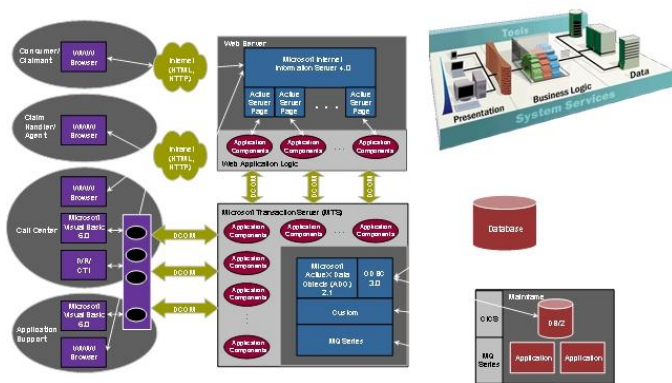 Consumer/
Claimant
WWW
Browser
Internet
(HTML,
HTTP)
Claim
Handler/
Agent
WWW
Browser
Internet
(HTML,
HTTP)
Call Center
WWW
Browser
Microsoft
Visual Basic
6.0
CTI
Application
Support
Microsoft
Visual Basic
6.0
WWW
Browser
DCOM
DCOM
DCOM
Web Server
Microsoft Internet
Information Server 4.0
Active
Server
Page
Active
Server
Page
. . .
Active
Server
Page
Application
Components
Application
Components
. . .
Application
Components
Web Application Logic
DCOM
DCOM
DCOM
Microsoft Transaction Server (MTS)
Application
Components
Application
Components
. . .
Application
Components
Application
Components
Application
Components
Application
Components
Microsoft
ActiveX Data
Objects (ADO)
2.1
ODBC
3.0
Custom
MQ Series
Tools
Presentation
Business Logic
Data
System Services
Database
Mainframe
CICS
MQ
Series
DB/2
Application
Application